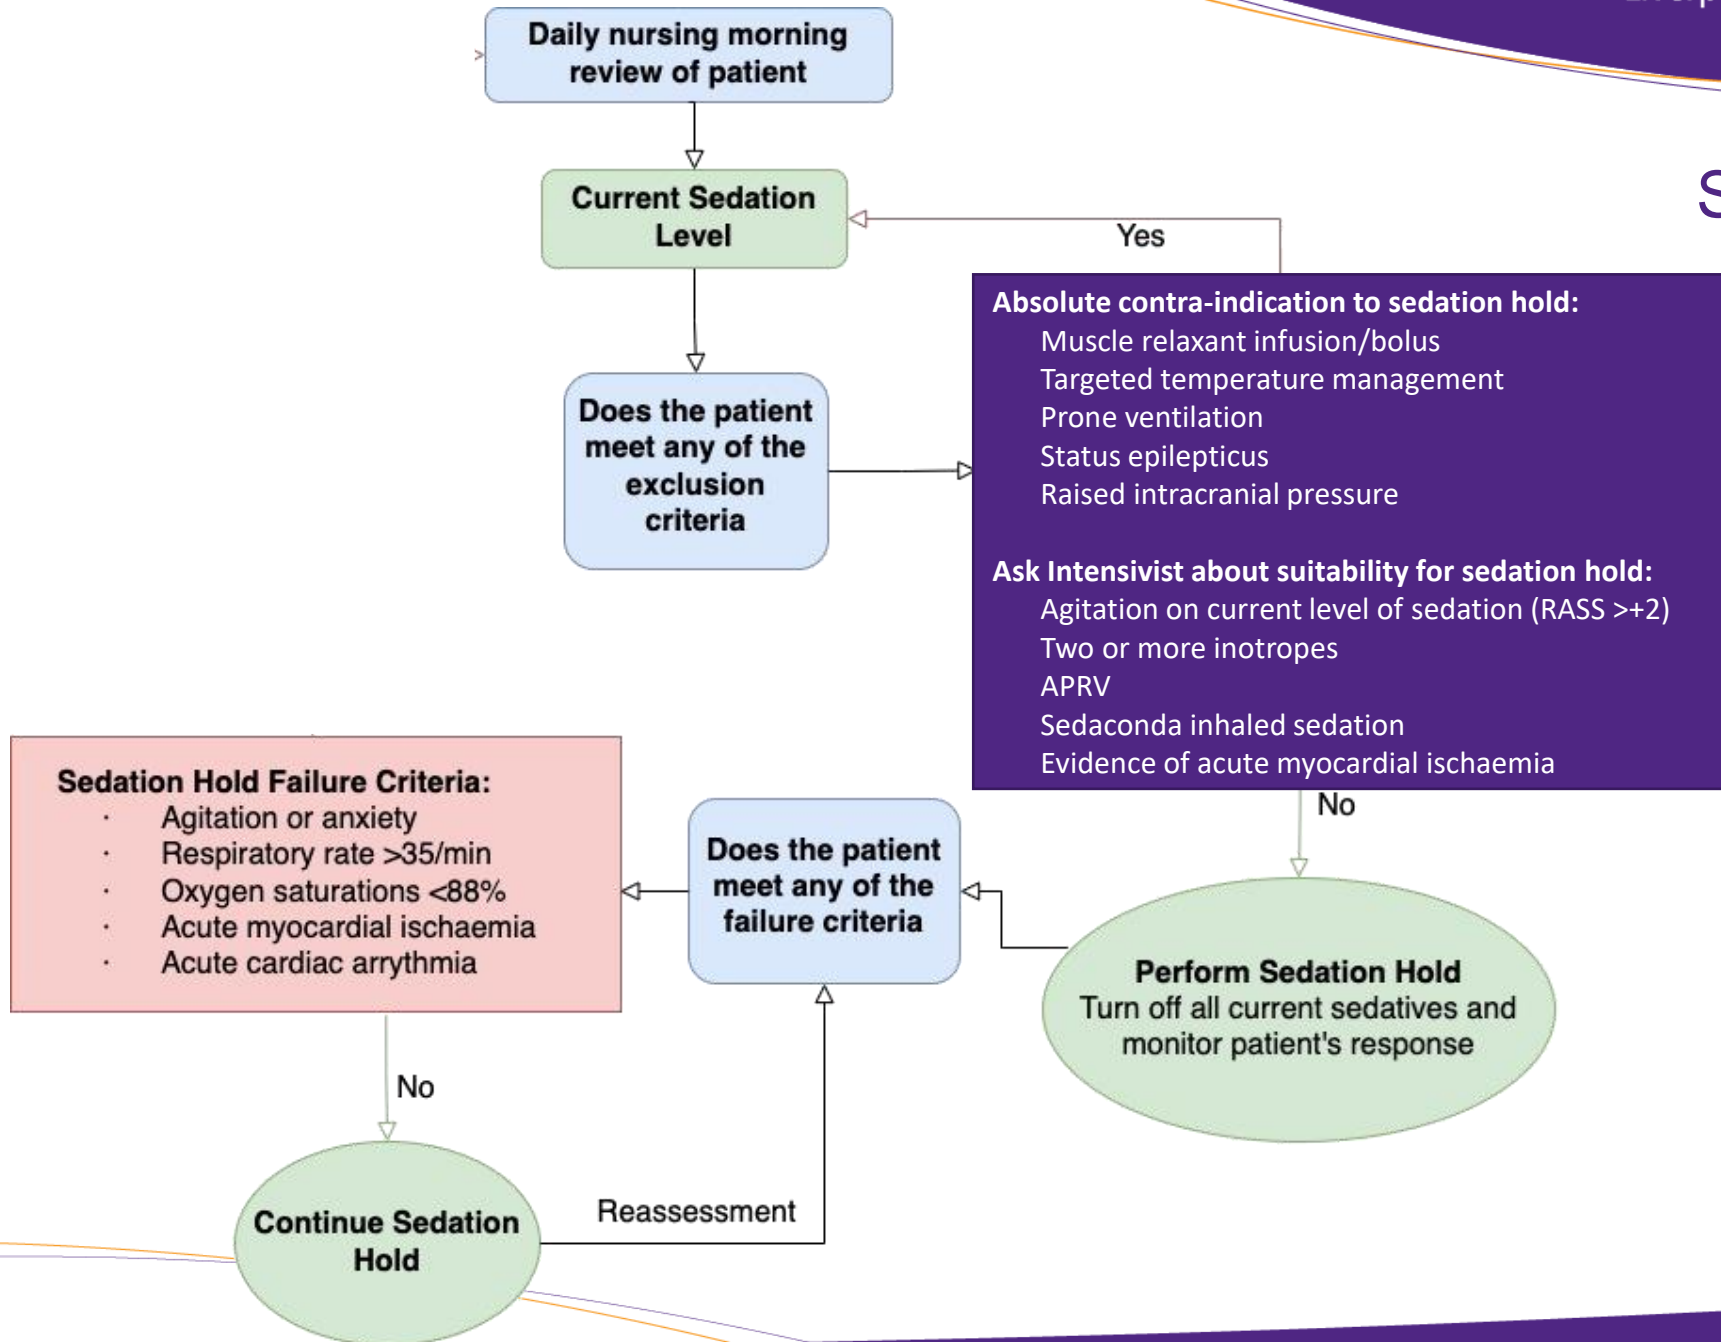 Daily nursing morning
review of patient
Current Sedation
Level
Yes
Does the patient
meet any of the
exclusion
criteria
Absolute contra-indication to sedation hold:
Muscle relaxant infusion/bolus
Targeted temperature management
Prone ventilation
Status epilepticus
Raised intracranial pressure
Ask Intensivist about suitability for sedation hold:
Agitation on current level of sedation (RASS >+2)
Two or more inotropes
APRV
Sedaconda inhaled sedation
Evidence of acute myocardial ischaemia
No
Perform Sedation Hold
Turn off all current sedatives and
monitor patient's response
Does the patient
meet any of the
failure criteria
Sedation Hold Failure Criteria:
· Agitation or anxiety
· Respiratory rate >35/min
· Oxygen saturations <88%
· Acute myocardial ischaemia
· Acute cardiac arrythmia
No
Continue Sedation
Hold
Reassessment